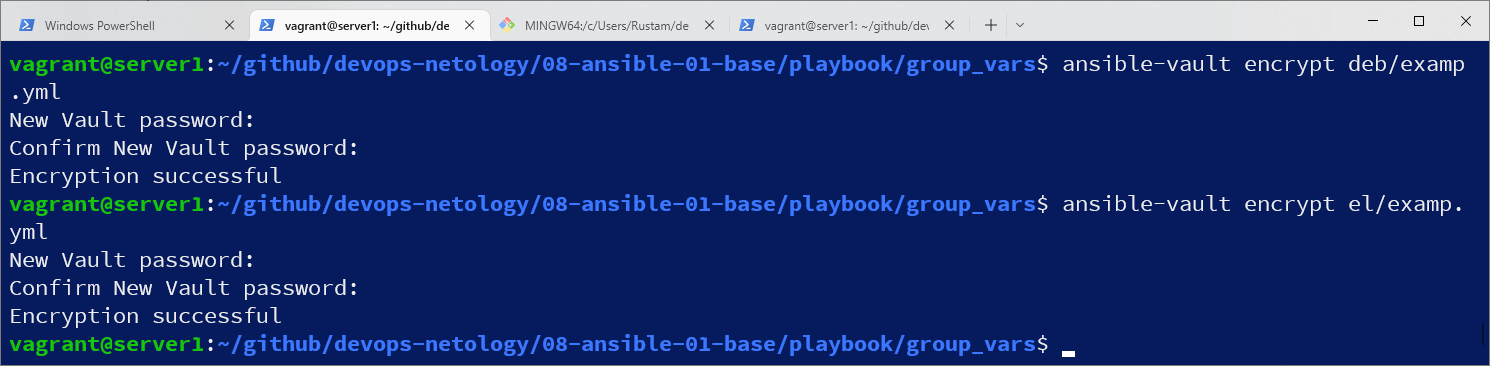 Windows PowerShell
vagrant@server1: ~/github/de
MINGW64:/c/Users/Rustam/de
vagrant@server1: ~/github/dev
vagrant@server1:~/github/devops-netology/08-ansible-01-base/playbook/group_vars$ ansible-vault encrypt deb/examp
.yml
New Vault password:
Confirm New Vault password:
Encryption successful
vagrant@server1:~/github/devops-netology/08-ansible-01-base/playbook/group_vars$ ansible-vault encrypt el/examp.
yml
New Vault password:
Confirm New Vault password:
Encryption successful
vagrant@server1:~/github/devops-netology/08-ansible-01-base/playbook/group_vars$